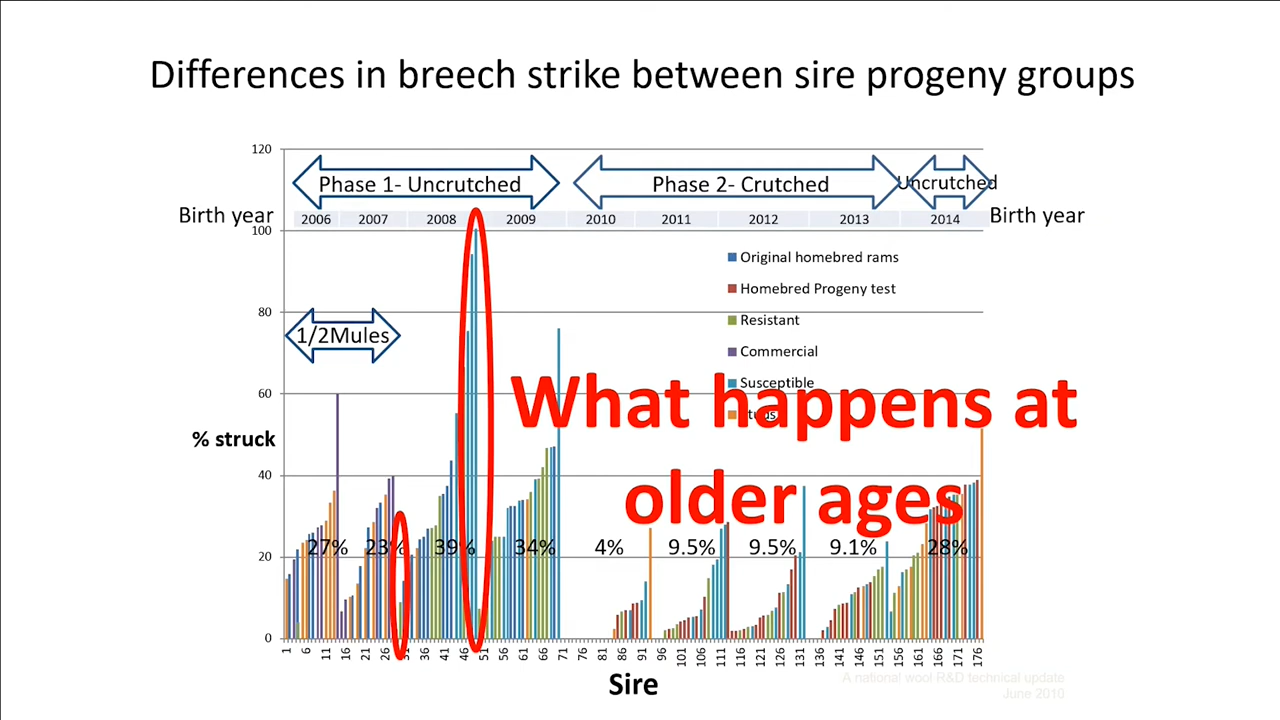 Differences in breech strike between sire progeny groups
120
Phase 1- Uncrutched
Phase 2- Crutched
Uncrutched
Birth year
2006 2007 2008 2009 2010 2011 2012 2013 2014
Birth year
100
Original homebred rams
Homebred Progeny test
80
Resistant
1/2Mules
Commercial
Susceptible
60
What happens at
% struck
40
older ages
27% 23% 39% 34% 4% 9.5% 9.5% 9.1% 28%
20
0
1 6 11 16 21 26 31 36 41 46 51 56 61 66 71 76 81 86 91 96 101 106 111 116 121 126 131 136 141 146 151 156 161 166 171 176
Sire
A national wool R&D technical update
June 2010